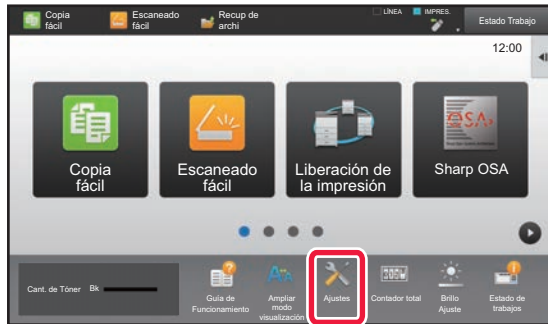 Copia
fácil
Escaneado
fácil
Recup de
archi
LÍNEA
IMPRES.
Estado Trabajo
12:00
Copia
fácil
Escaneado
fácil
Liberación de
la impresión
Sharp OSA
OSA
Cant. de Tóner Bk
Guía de
Funcionamiento
Ampliar
modo
visualización
Ajustes
Contador total
Brillo
Ajuste
Estado de
trabajos